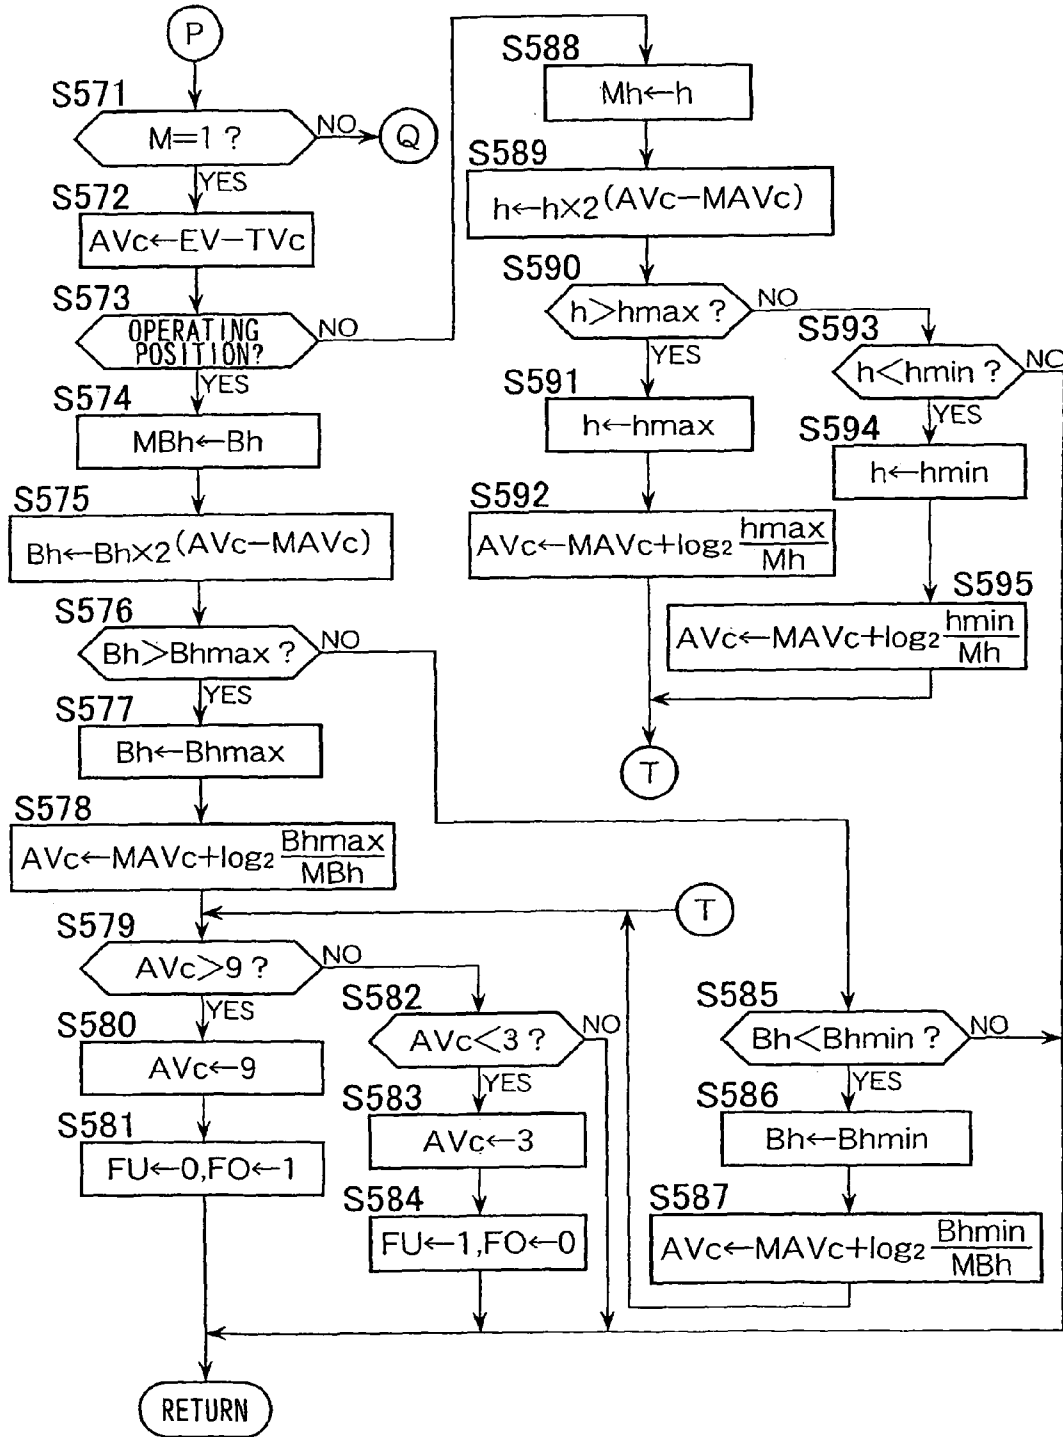 P
S571
M=1 ?
NO
Q
YES
S572
AVc←EV−TVc
S573
OPERATING
POSITION?
NO
YES
S574
MBh←Bh
S575
Bh←Bh×2(AVc−MAVc)
S576
Bh>Bhmax ?
NO
YES
S577
Bh←Bhmax
S578
AVc←MAVc+log2 Bhmax
MBh
T
S579
AVc>9 ?
NO
YES
S580
AVc←9
S581
FU←0,FO←1
S582
AVc<3 ?
NO
YES
S583
AVc←3
S584
FU←1,FO←0
S585
Bh<Bhmin ?
NO
YES
S586
Bh←Bhmin
S587
AVc←MAVc+log2 Bhmin
MBh
S588
Mh←h
S589
h←h×2(AVc−MAVc)
S590
h>hmax ?
NO
YES
S591
h←hmax
S592
AVc←MAVc+log2 hmax
Mh
S593
h<hmin ?
NO
YES
S594
h←hmin
S595
AVc←MAVc+log2 hmin
Mh
T
RETURN